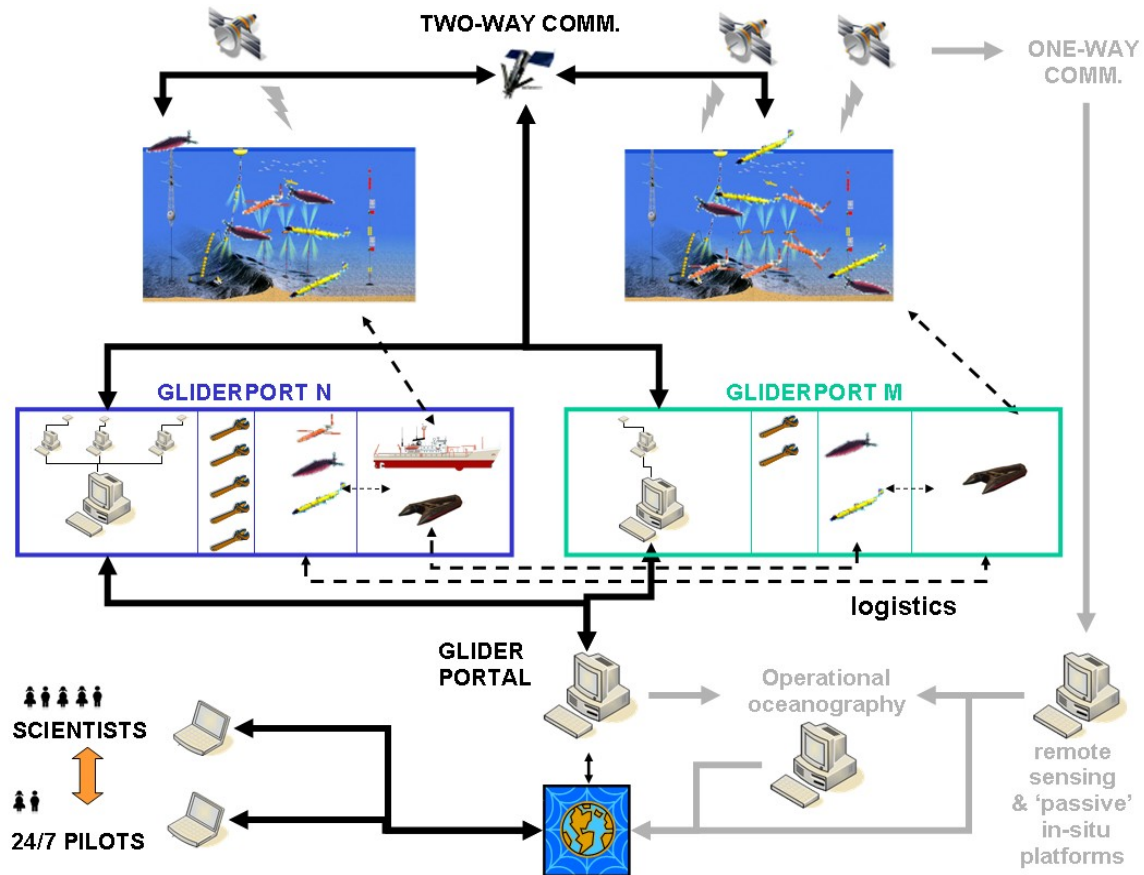 TWO-WAY COMM.
ONE-WAY
COMM.
GLIDERPORT N
GLIDERPORT M
logistics
GLIDER
PORTAL
Operational
oceanography
SCIENTISTS
24/7 PILOTS
remote
sensing
& ‘passive’
in-situ
platforms